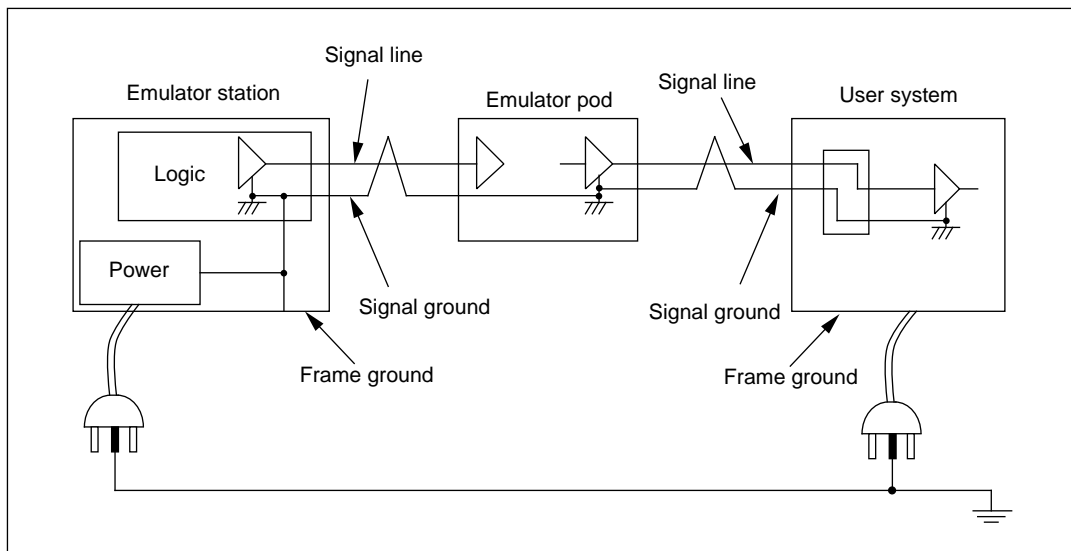 Signal line
Emulator station
Emulator pod
Signal line
User system
Logic
Power
Signal ground
Signal ground
Frame ground
Frame ground